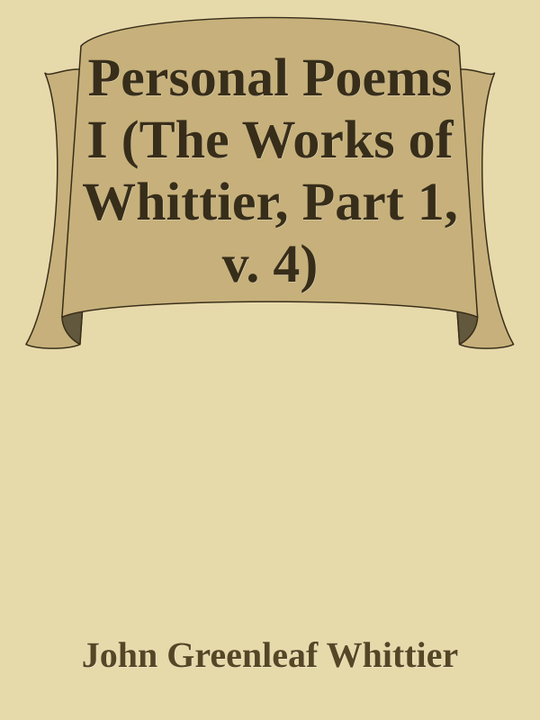 Personal Poems
I (The Works of
Whittier, Part 1,
v. 4)
John Greenleaf Whittier